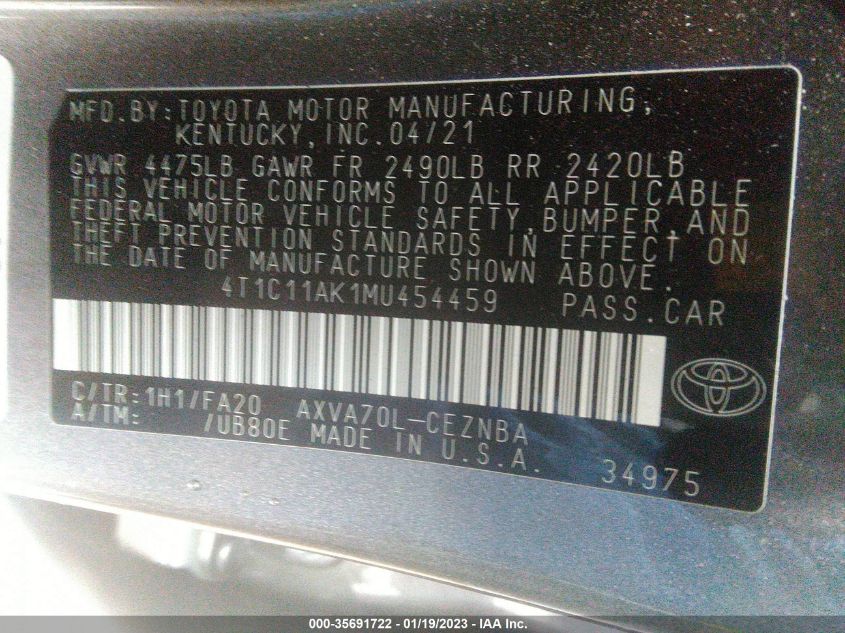 MFD.BY:TOYOTA MOTOR MANUFACTURING,
KENTUCKY,INC.04/21
GVWR 4475LB GAWR FR 2490LB RR 2420LB
THIS VEHICLE CONFORMS TO ALL APPLICABLE
FEDERAL MOTOR VEHICLE SAFETY,BUMPER,AND
THEFT PREVENTION STANDARDS IN EFFECT ON
THE DATE OF MANUFACTURE SHOWN ABOVE.
4T1C11AK1MU454459 PASS.CAR
C/TR:1H1/FA20 AXVA70L-CEZNBA
A/TM: /UB80E MADE IN U.S.A. 34975
000-35691722 - 01/19/2023 - IAA Inc.